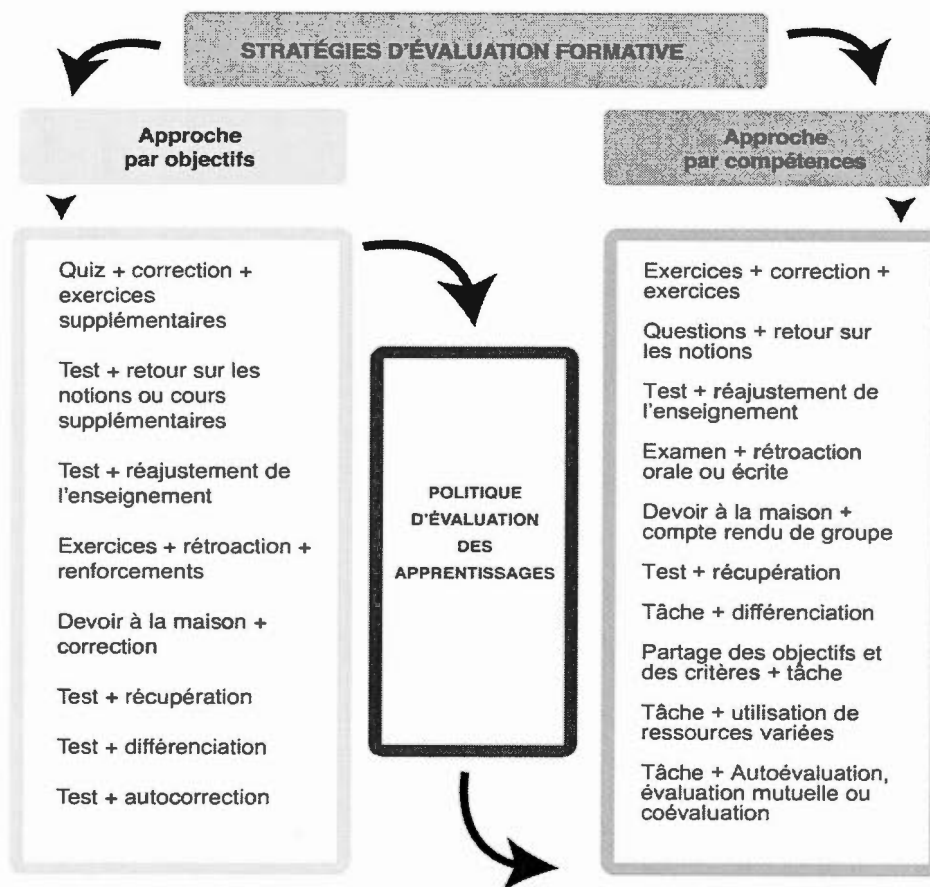 STRATÉGIES D'ÉVALUATION FORMATIVE
Approche
par objectifs
Quiz + correction +
exercices
supplémentaires
Test + retour sur les
notions ou cours
supplémentaires
Test + réajustement de
l'enseignement
Exercices + rétroaction +
renforcements
Devoir à la maison +
correction
Test + récupération
Test + différenciation
Test + autocorrection
POLITIQUE
D'ÉVALUATION
DES
APPRENTISSAGES
Approche
par compétences
Exercices + correction +
exercices
Questions + retour sur
les notions
Test + réajustement de
l'enseignement
Examen + rétroaction
orale ou écrite
Devoir à la maison +
compte rendu de groupe
Test + récupération
Tâche + différenciation
Partage des objectifs et
des critères + tâche
Tâche + utilisation de
ressources variées
Tâche + Autoévaluation,
évaluation mutuelle ou
coévaluation